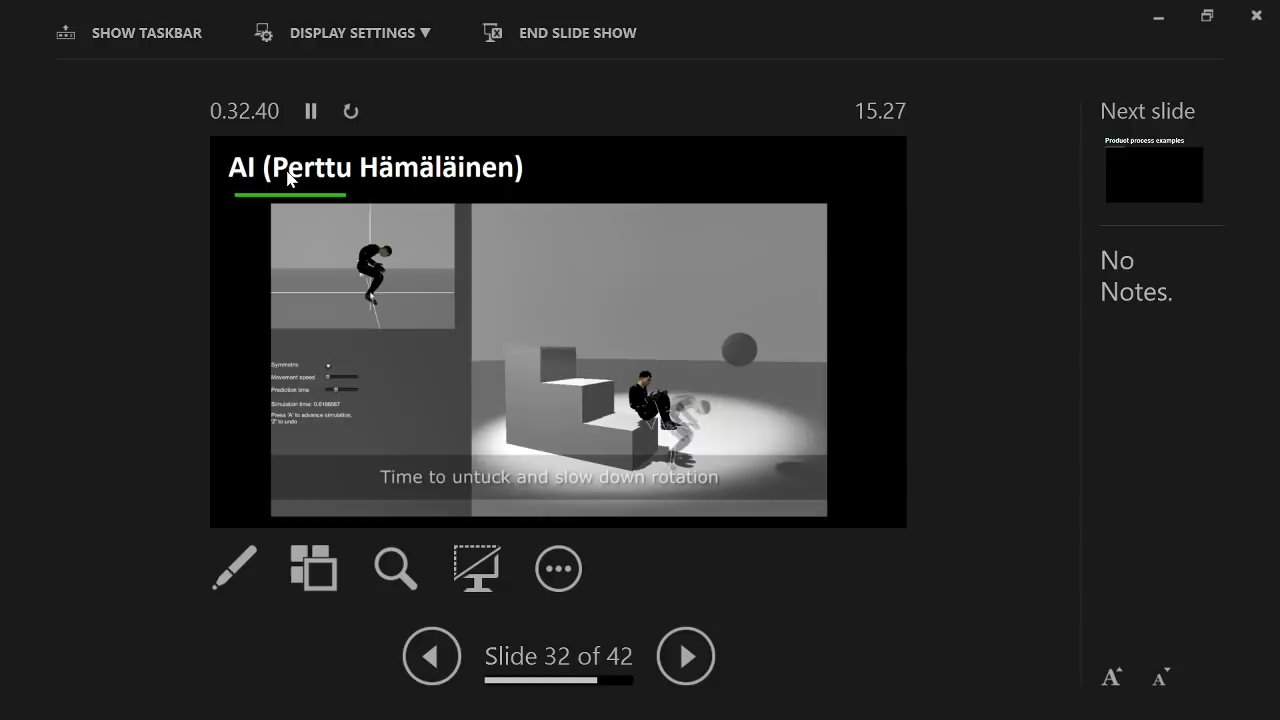 SHOW TASKBAR
DISPLAY SETTINGS ▼
END SLIDE SHOW
0.32.40
15.27
Next slide
AI (Perttu Hämäläinen)
Product process examples
Symmetric
Movement speed
Prediction time
Simulation time: 0.6166667
Press 'A' to advance simulation,
'Z' to undo
Time to untuck and slow down rotation
No
Notes.
Slide 32 of 42
A
A